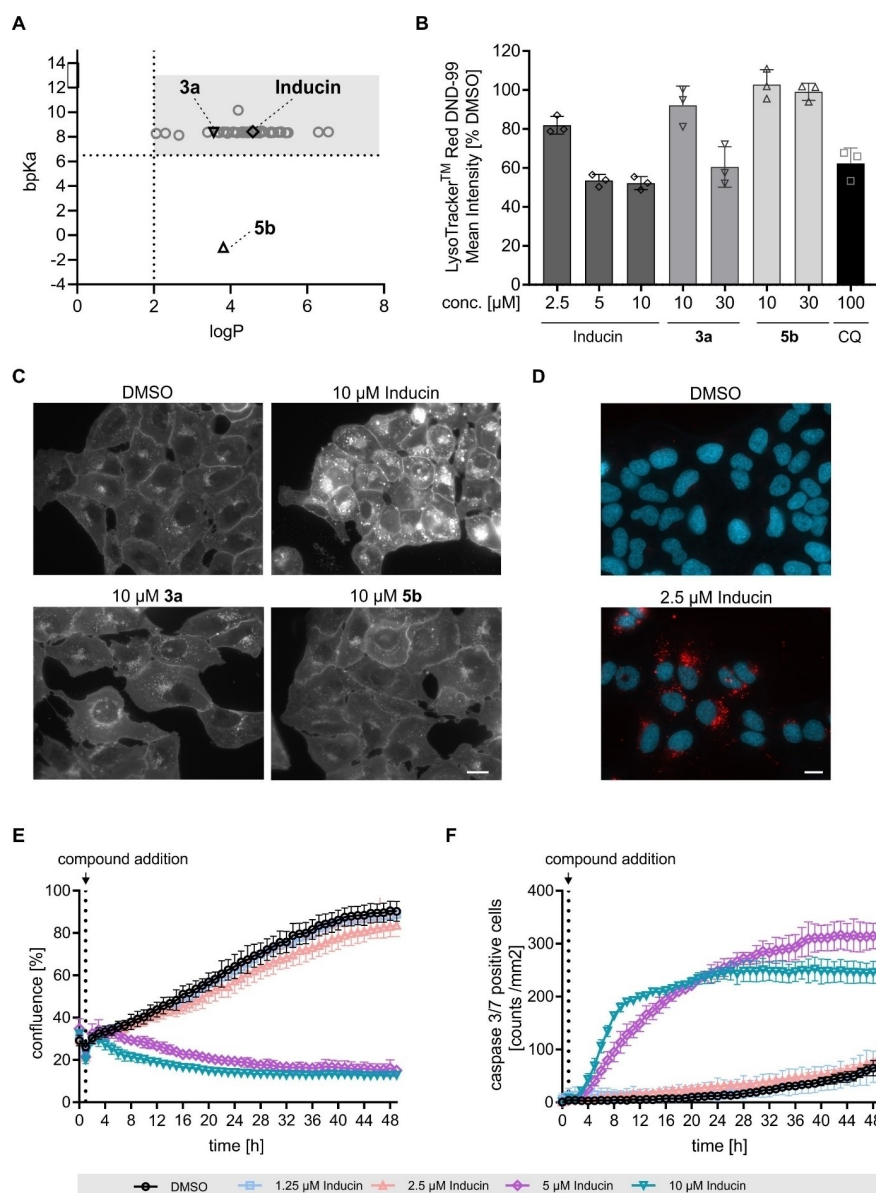 A
14
12
10
8
6
4
2
0
-2
-4
bpKa
3a
Inducin
5b
0 2 4 6 8
logP
B
120
100
80
60
40
20
0
LysoTracker™ Red DND-99
Mean Intensity [% DMSO]
conc. [µM] 2.5 5 10 10 30 10 30 100
Inducin 3a 5b CQ
C
DMSO
10 µM Inducin
10 µM 3a
10 µM 5b
D
DMSO
2.5 µM Inducin
E
compound addition
100
80
60
40
20
0
confluence [%]
0 4 8 12 16 20 24 28 32 36 40 44 48
time [h]
F
compound addition
400
300
200
100
50
0
caspase 3/7 positive cells
[counts /mm2]
0 4 8 12 16 20 24 28 32 36 40 44 48
time [h]
DMSO 1.25 µM Inducin 2.5 µM Inducin 5 µM Inducin 10 µM Inducin